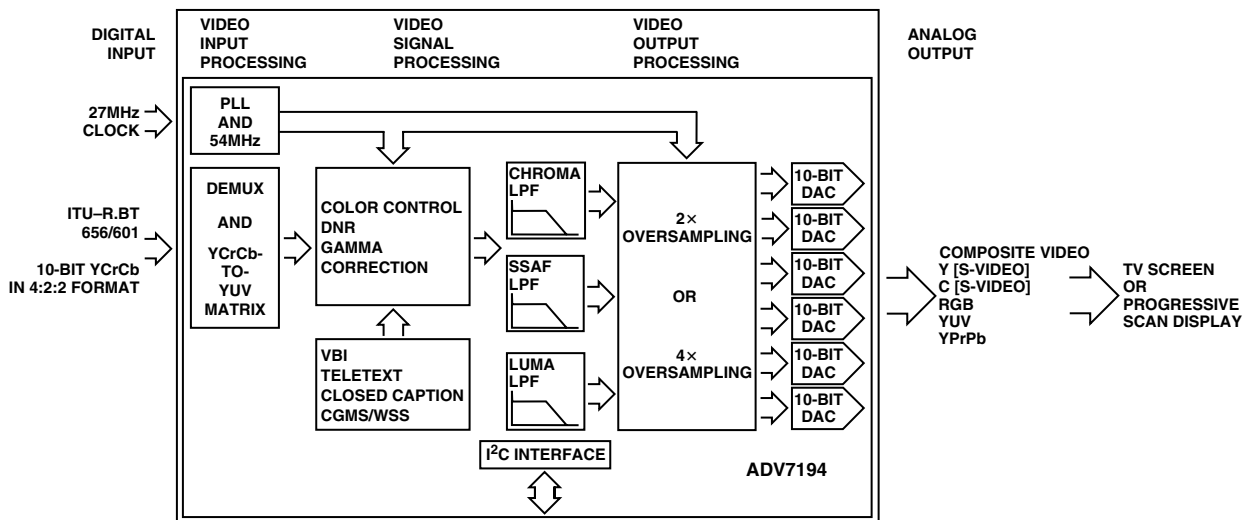 DIGITAL
INPUT
VIDEO
INPUT
PROCESSING
VIDEO
SIGNAL
PROCESSING
VIDEO
OUTPUT
PROCESSING
ANALOG
OUTPUT
27MHz
CLOCK
PLL
AND
54MHz
ITU–R.BT
656/601
10-BIT YCrCb
IN 4:2:2 FORMAT
DEMUX
AND
YCrCb-
TO-
YUV
MATRIX
COLOR CONTROL
DNR
GAMMA
CORRECTION
VBI
TELETEXT
CLOSED CAPTION
CGMS/WSS
CHROMA
LPF
SSAF
LPF
LUMA
LPF
2×
OVERSAMPLING
OR
4×
OVERSAMPLING
10-BIT
DAC
10-BIT
DAC
10-BIT
DAC
10-BIT
DAC
10-BIT
DAC
10-BIT
DAC
I²C INTERFACE
ADV7194
COMPOSITE VIDEO
Y [S-VIDEO]
C [S-VIDEO]
RGB
YUV
YPrPb
TV SCREEN
OR
PROGRESSIVE
SCAN DISPLAY